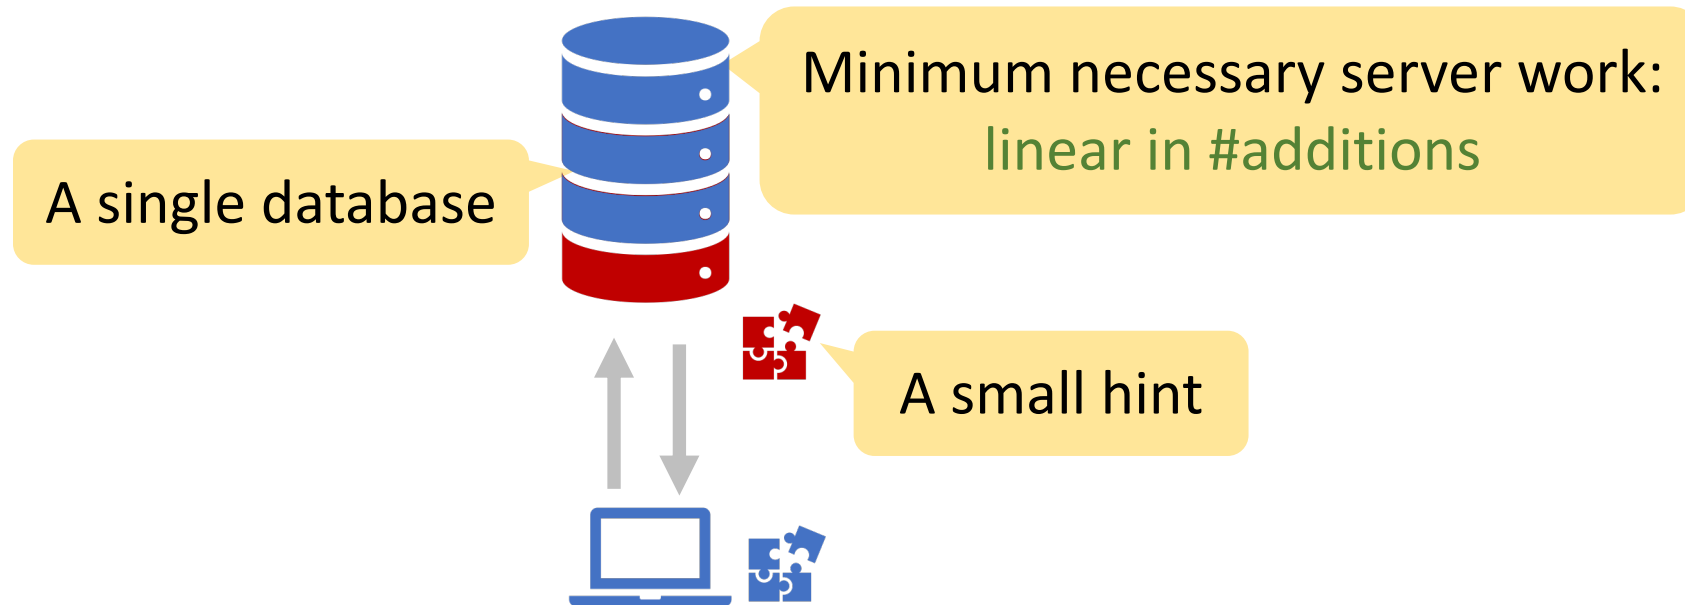 Minimum necessary server work:
linear in #additions
A single database
A small hint